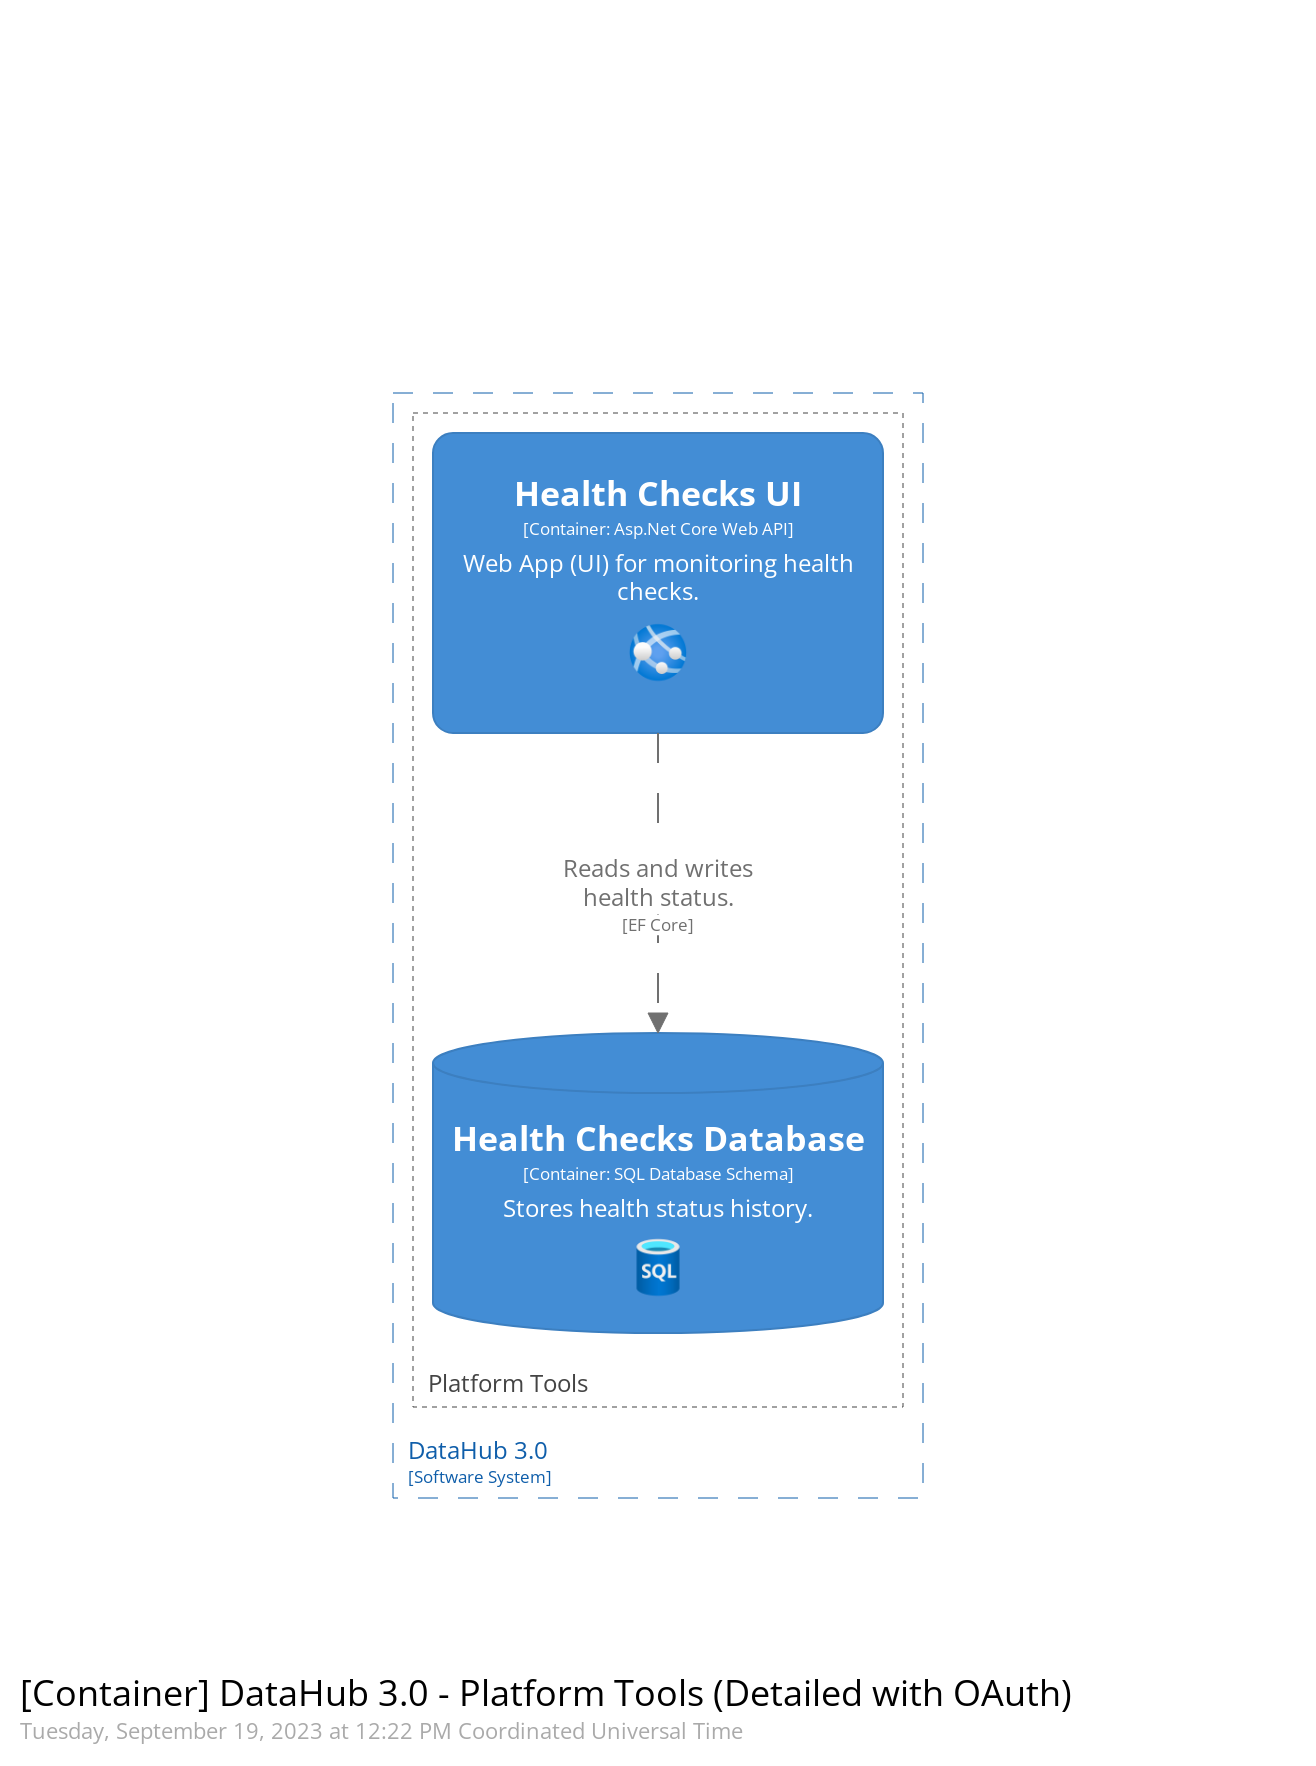 Health Checks UI
[Container: Asp.Net Core Web API]
Web App (UI) for monitoring health
checks.
Reads and writes
health status.
[EF Core]
Health Checks Database
[Container: SQL Database Schema]
Stores health status history.
SQL
Platform Tools
DataHub 3.0
[Software System]
[Container] DataHub 3.0 - Platform Tools (Detailed with OAuth)
Tuesday, September 19, 2023 at 12:22 PM Coordinated Universal Time